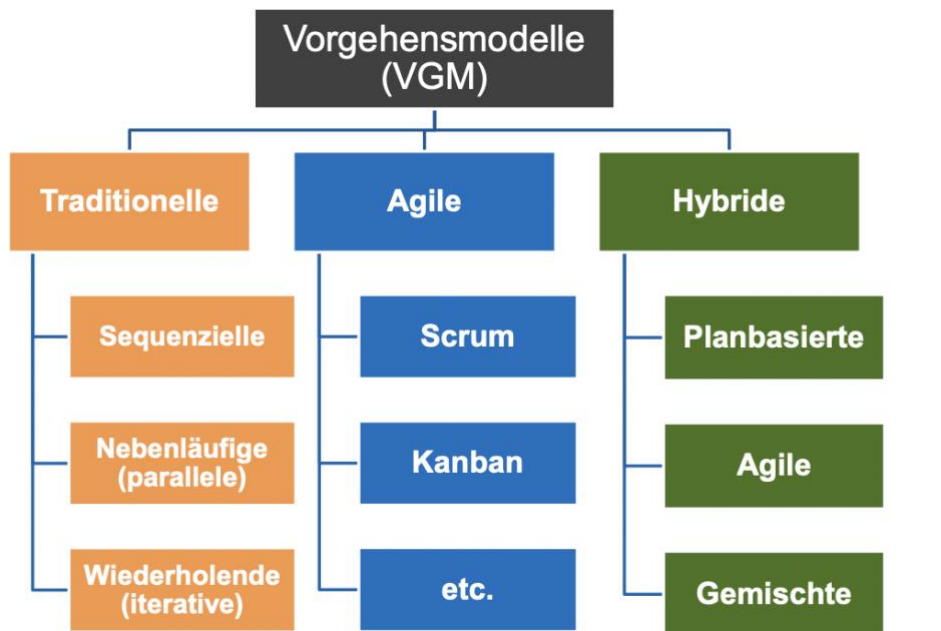 Vorgehensmodelle
(VGM)
Traditionelle
Agile
Hybride
Sequenzielle
Scrum
Planbasierte
Nebenläufige
(parallele)
Kanban
Agile
Wiederholende
(iterative)
etc.
Gemischte